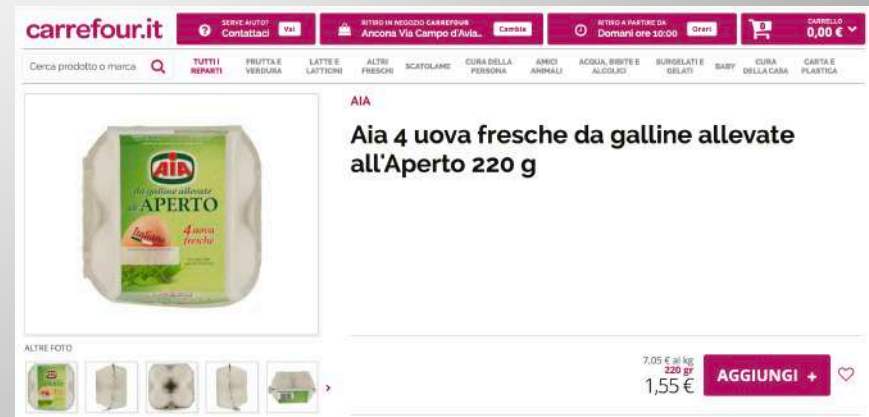 carrefour.it
SERVE AIUTO?
Contattaci
Vai
RITIRO IN NEGOZIO CARREFOUR
Ancona Via Campo d'Avia..
Cambia
RITIRO A PARTIRE DA
Domani ore 10:00
Orari
0
CARRELLO
0,00 €
Cerca prodotto o marca
TUTTI I REPARTI
FRUTTA E VERDURA
LATTE E LATTICINI
ALTRI FRESCHI
SCATOLAME
CURA DELLA PERSONA
AMICI ANIMALI
ACQUA, BIBITE E ALCOLICI
SURGELATI E GELATI
BABY
CURA DELLA CASA
CARTA E PLASTICA
AIA
Aia 4 uova fresche da galline allevate
all'Aperto 220 g
AIA
da galline allevate
all'APERTO
Italiane
4 uova
fresche
ALTRE FOTO
7,05 € al kg
220 gr
1,55 €
AGGIUNGI +